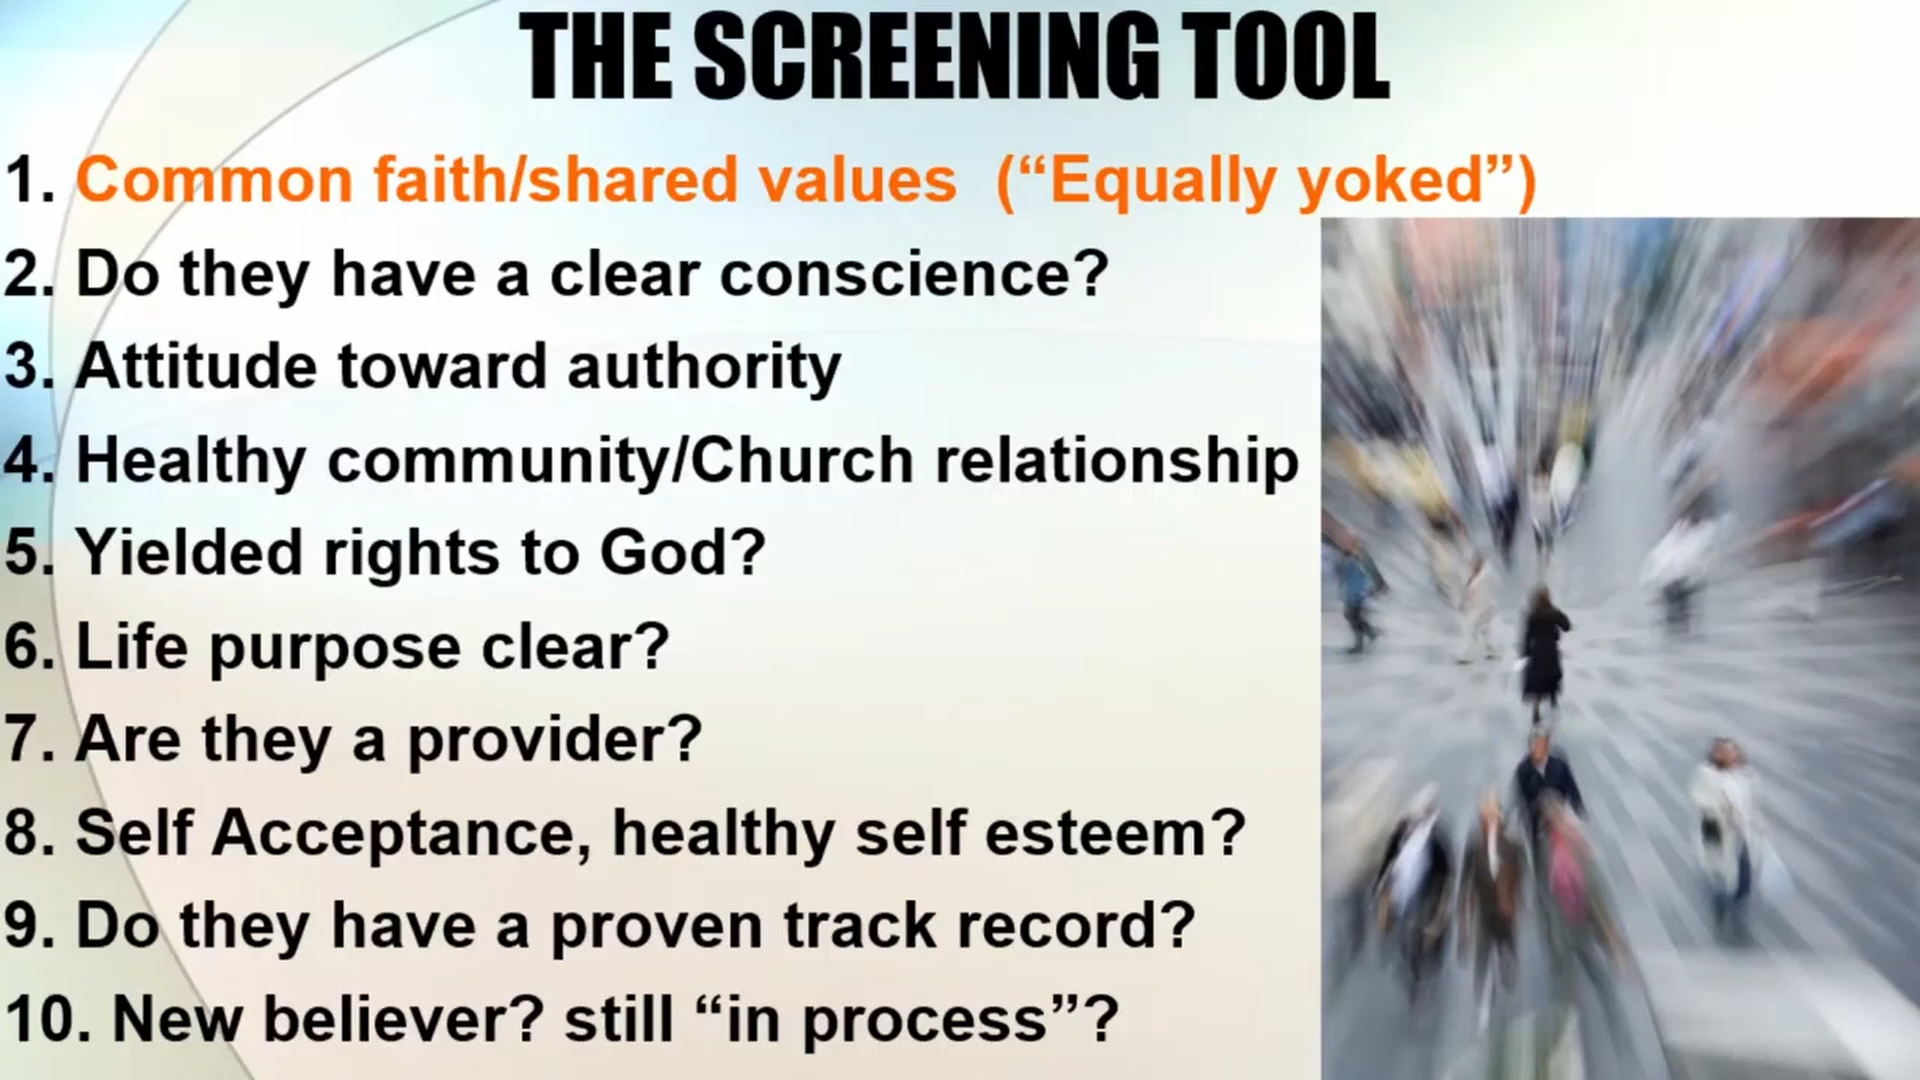 THE SCREENING TOOL
1. Common faith/shared values  (“Equally yoked”)
2. Do they have a clear conscience?
3. Attitude toward authority
4. Healthy community/Church relationship
5. Yielded rights to God?
6. Life purpose clear?
7. Are they a provider?
8. Self Acceptance, healthy self esteem?
9. Do they have a proven track record?
10. New believer? still “in process”?